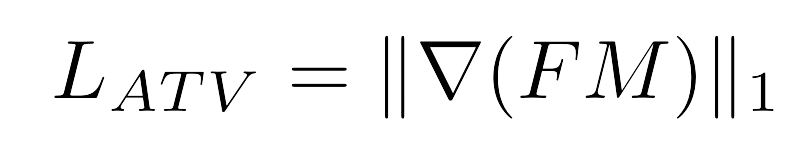 L_{ATV} = \|\nabla(FM)\|_1